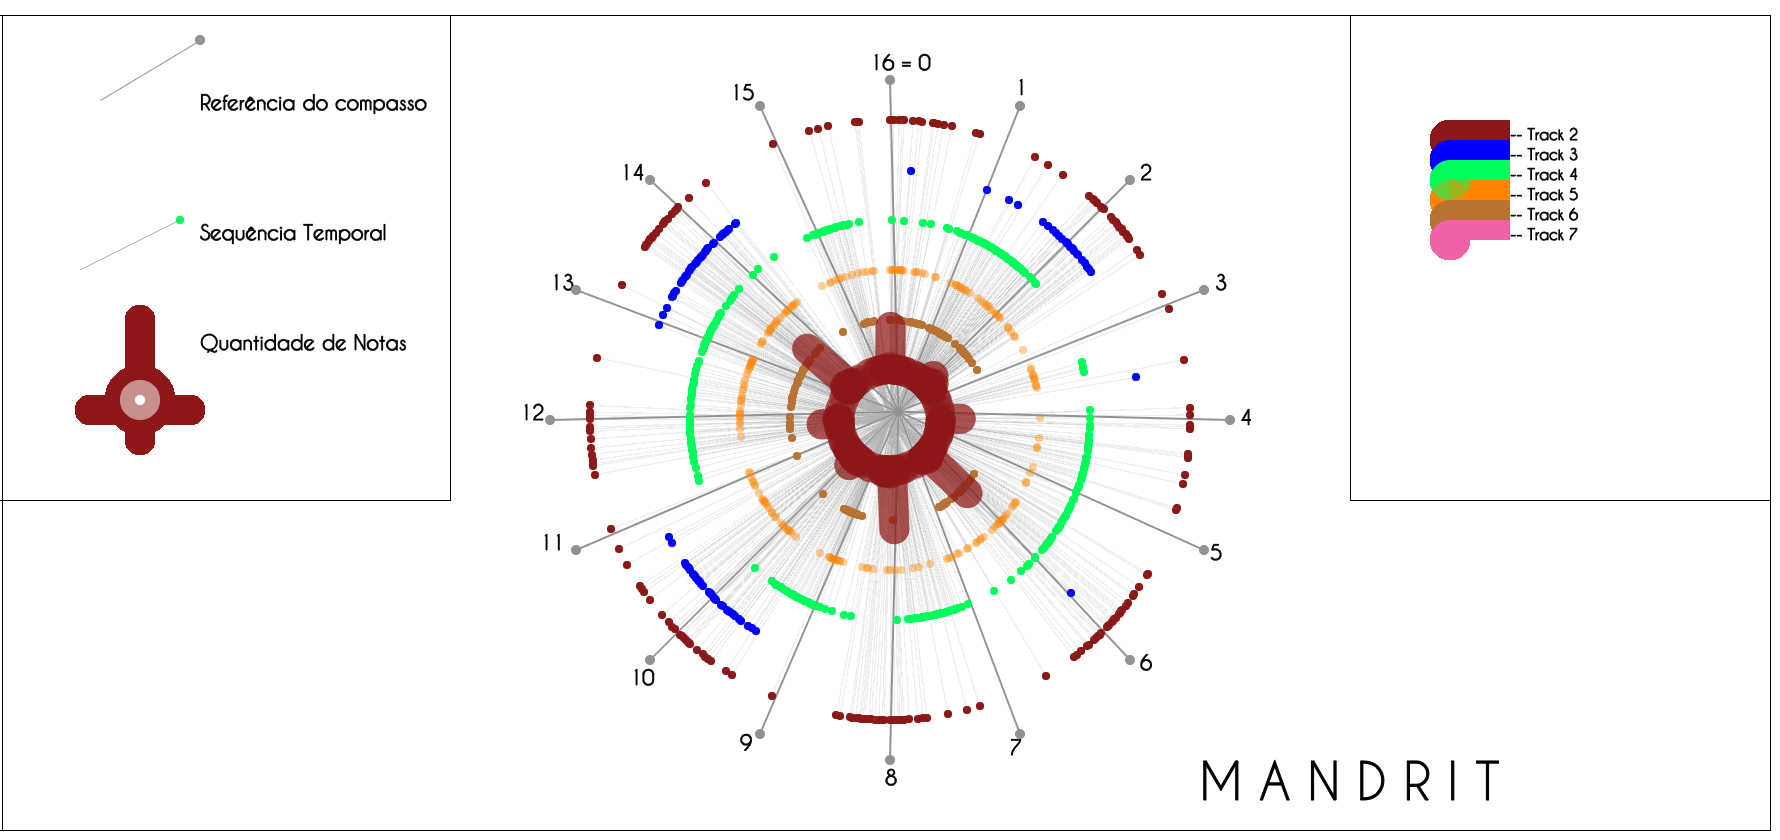 Referência do compasso
Sequência Temporal
Quantidade de Notas
16 = 0
1
2
3
4
5
6
7
8
9
10
11
12
13
14
15
-- Track 2
-- Track 3
-- Track 4
-- Track 5
-- Track 6
-- Track 7
MANDRIT